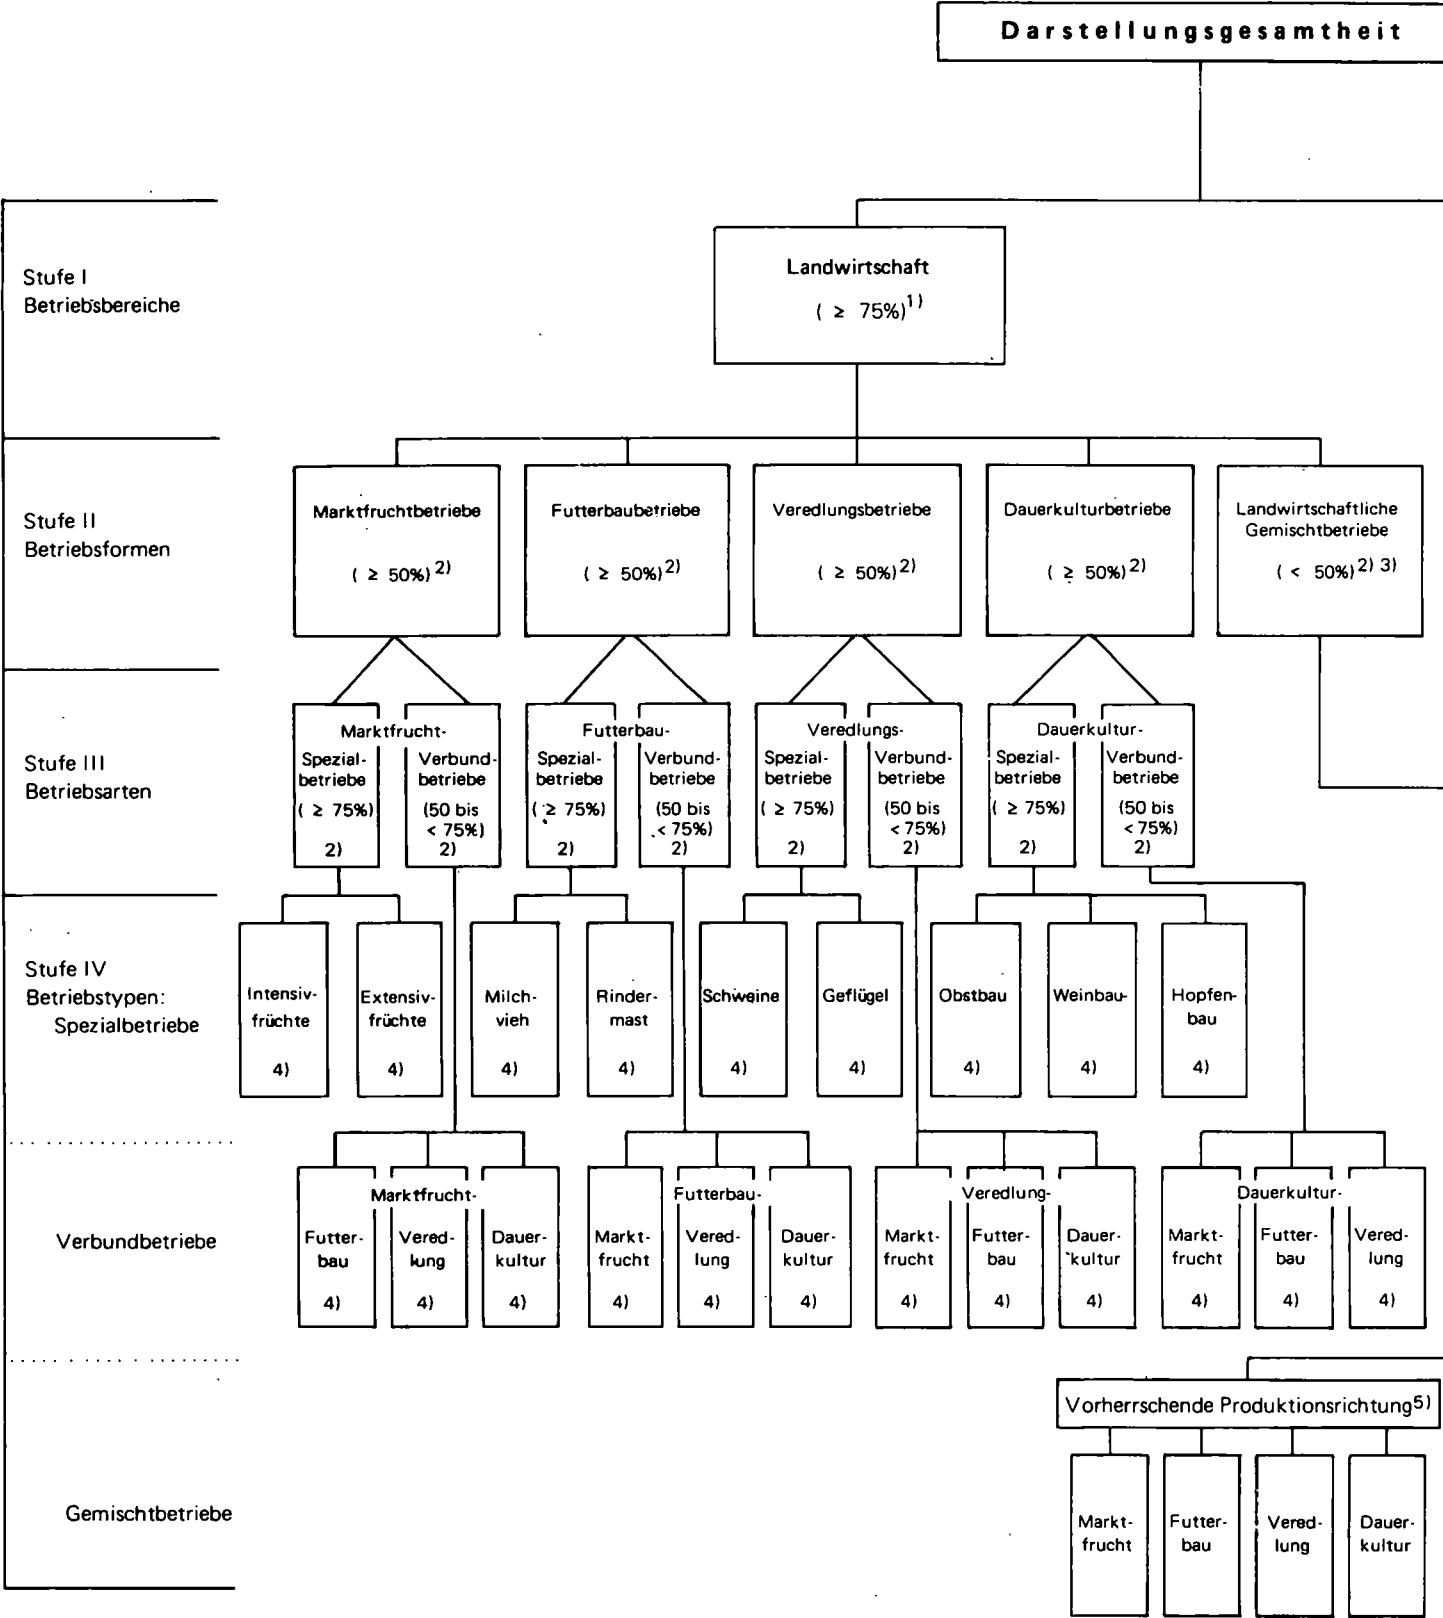 Darstellungsgesamtheit
Stufe I
Betriebsbereiche
Landwirtschaft
( ≥ 75%)1)
Stufe II
Betriebsformen
Marktfruchtbetriebe
( ≥ 50%)2)
Futterbaubetriebe
( ≥ 50%)2)
Veredlungsbetriebe
( ≥ 50%)2)
Dauerkulturbetriebe
( ≥ 50%)2)
Landwirtschaftliche
Gemischtbetriebe
( < 50%)2) 3)
Stufe III
Betriebsarten
Marktfrucht-
Spezial-
betriebe
( ≥ 75%)
2)
Verbund-
betriebe
(50 bis
< 75%)
2)
Futterbau-
Spezial-
betriebe
( ≥ 75%)
2)
Verbund-
betriebe
(50 bis
< 75%)
2)
Veredlungs-
Spezial-
betriebe
( ≥ 75%)
2)
Verbund-
betriebe
(50 bis
< 75%)
2)
Dauerkultur-
Spezial-
betriebe
( ≥ 75%)
2)
Verbund-
betriebe
(50 bis
< 75%)
2)
Stufe IV
Betriebstypen:
Spezialbetriebe
Intensiv-
früchte
4)
Extensiv-
früchte
4)
Milch-
vieh
4)
Rinder-
mast
4)
Schweine
4)
Geflügel
4)
Obstbau
4)
Weinbau
4)
Hopfen-
bau
4)
Verbundbetriebe
Marktfrucht-
Futter-
bau
4)
Vered-
lung
4)
Dauer-
kultur
4)
Futterbau-
Markt-
frucht
4)
Vered-
lung
4)
Dauer-
kultur
4)
Veredlung-
Markt-
frucht
4)
Futter-
bau
4)
Dauer-
kultur
4)
Dauerkultur-
Markt-
frucht
4)
Futter-
bau
4)
Vered-
lung
4)
Gemischtbetriebe
Vorherrschende Produktionsrichtung5)
Markt-
frucht
Futter-
bau
Vered-
lung
Dauer-
kultur